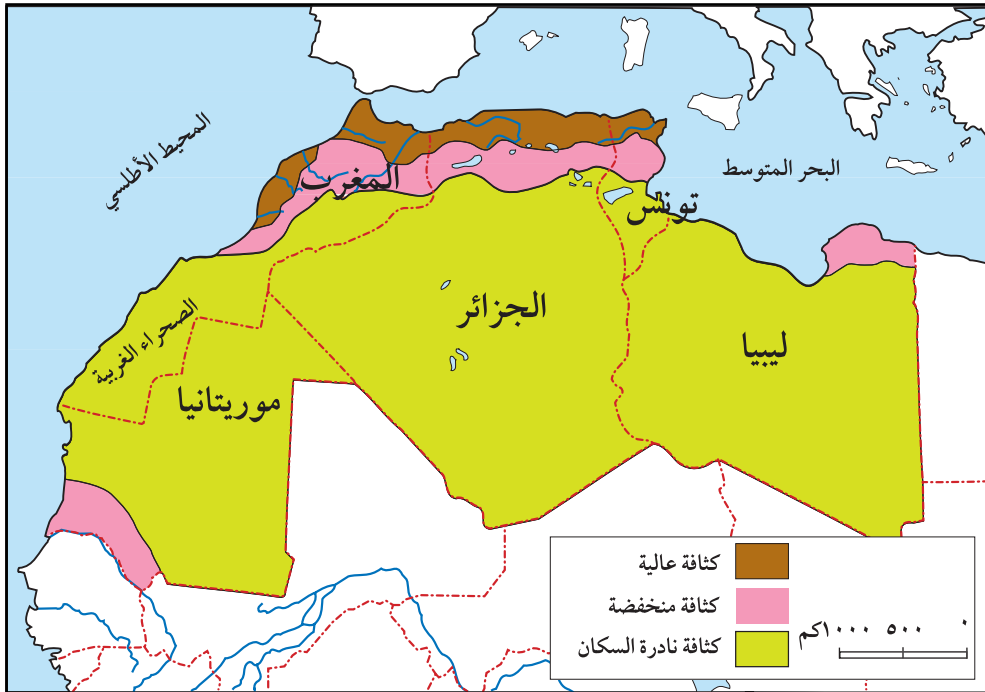 المحيط الأطلسي
البحر المتوسط
المغرب
تونس
الجزائر
ليبيا
الصحراء الغربية
موريتانيا
كثافة عالية
كثافة منخفضة
كثافة نادرة السكان
٠ ٥٠٠ ١٠٠٠كم